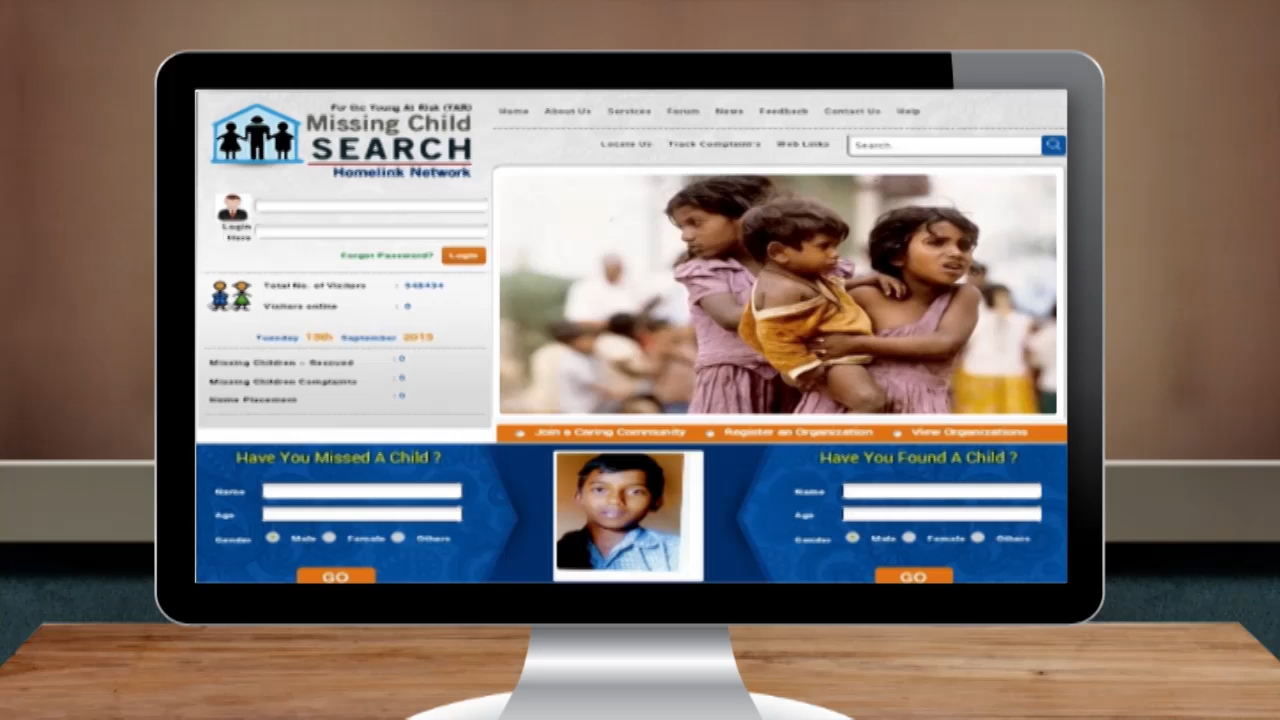 For the Young At Risk (YAR)
Missing Child
SEARCH
Homelink Network
Home About Us Services Forum News Feedback Contact Us Help
Locate Us Track Complaints Web Links Search...
Login
Here
Forgot Password? Login
Total No. of Visitors : 548434
Visitors online : 0
Tuesday 15th September 2015
Missing Children - Rescued : 0
Missing Children Complaints : 0
Home Placement : 0
Join a Caring Community Register an Organization View Organizations
Have You Missed A Child ?
Name
Age
Gender Male Female Others
GO
Have You Found A Child ?
Name
Age
Gender Male Female Others
GO